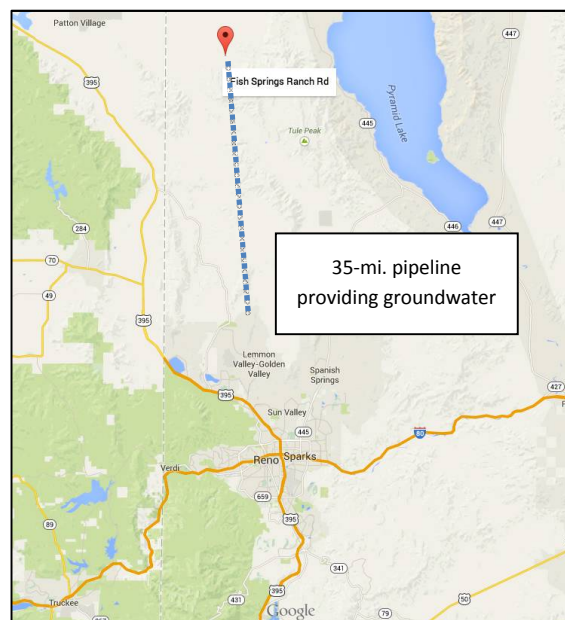 Patton Village
447
395
Fish Springs Ranch Rd
Tule Peak
445
Pyramid Lake
284
446
447
70
49
395
35-mi. pipeline
providing groundwater
Lemmon
Valley-Golden
Valley
Spanish
Springs
427
395
Sun Valley
445
80
Reno
Sparks
Verdi
659
395
89
341
50
Truckee
431
395
79
Google